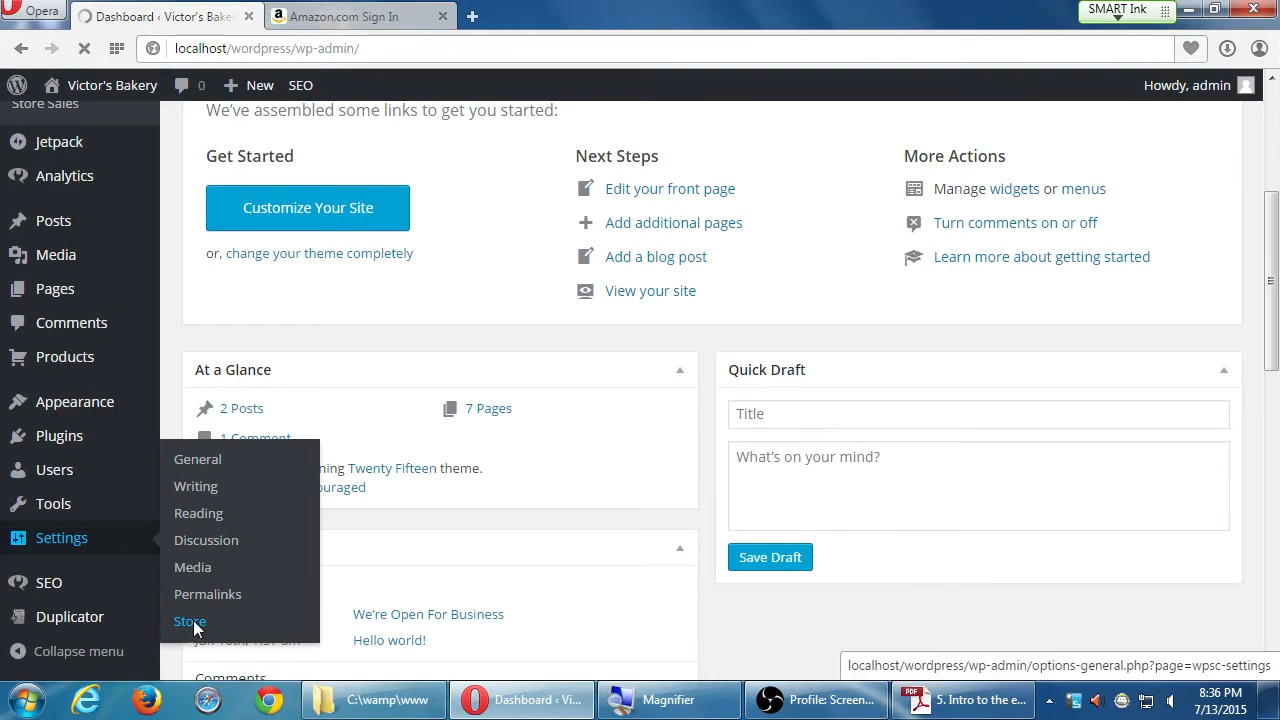 Opera
Dashboard ‹ Victor's Baker
Amazon.com Sign In
SMART Ink
localhost/wordpress/wp-admin/
Victor's Bakery
0
New
SEO
Howdy, admin
Store Sales
Jetpack
Analytics
Posts
Media
Pages
Comments
Products
Appearance
Plugins
Users
Tools
Settings
SEO
Duplicator
Collapse menu
General
Writing
Reading
Discussion
Media
Permalinks
Store
We've assembled some links to get you started:
Get Started
Customize Your Site
or, change your theme completely
Next Steps
Edit your front page
Add additional pages
Add a blog post
View your site
More Actions
Manage widgets or menus
Turn comments on or off
Learn more about getting started
At a Glance
2 Posts
7 Pages
1 Comment
Twenty Fifteen theme.
We're Open For Business
Hello world!
Comments
Quick Draft
Title
What's on your mind?
Save Draft
localhost/wordpress/wp-admin/options-general.php?page=wpsc-settings
C:\wamp\www
Dashboard ‹ Vi...
Magnifier
Profile: Screen...
PDF
5. Intro to the e...
8:36 PM
7/13/2015